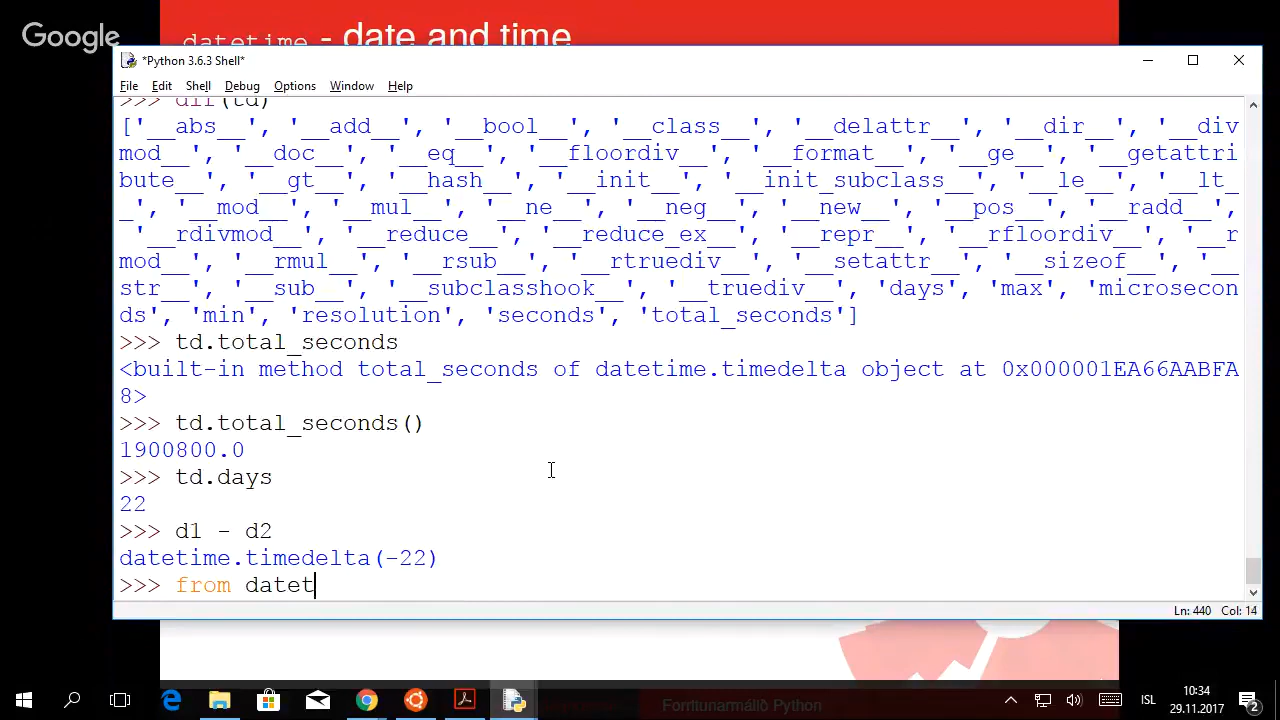 Google
datetime - date and time
*Python 3.6.3 Shell*
File Edit Shell Debug Options Window Help
>>> dir(td)
['__abs__', '__add__', '__bool__', '__class__', '__delattr__', '__dir__', '__div
mod__', '__doc__', '__eq__', '__floordiv__', '__format__', '__ge__', '__getattri
bute__', '__gt__', '__hash__', '__init__', '__init_subclass__', '__le__', '__lt_
_', '__mod__', '__mul__', '__ne__', '__neg__', '__new__', '__pos__', '__radd__',
'__rdivmod__', '__reduce__', '__reduce_ex__', '__repr__', '__rfloordiv__', '__r
mod__', '__rmul__', '__rsub__', '__rtruediv__', '__setattr__', '__sizeof__', '__
str__', '__sub__', '__subclasshook__', '__truediv__', 'days', 'max', 'microsecon
ds', 'min', 'resolution', 'seconds', 'total_seconds']
>>> td.total_seconds
<built-in method total_seconds of datetime.timedelta object at 0x000001EA66AABFA
8>
>>> td.total_seconds()
1900800.0
>>> td.days
22
>>> d1 - d2
datetime.timedelta(-22)
>>> from datet
Ln: 440 Col: 14
Forritunarmálið Python
ÍSL
10:34
29.11.2017
2